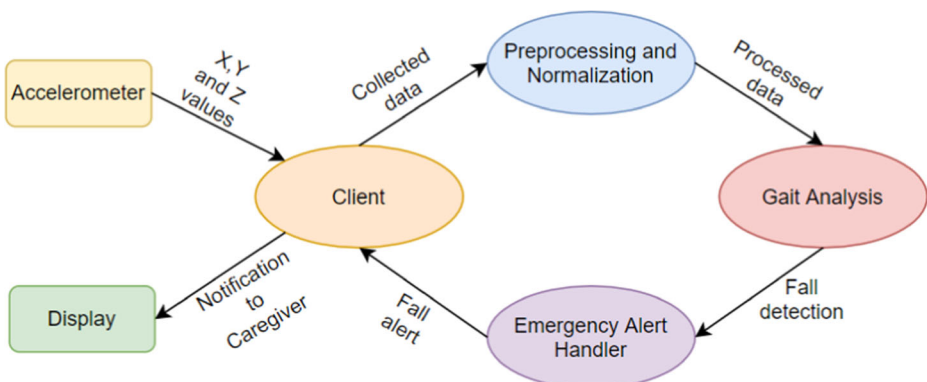 Accelerometer
X,Y
and Z
values
Client
Collected
data
Preprocessing and
Normalization
Processed
data
Gait Analysis
Fall
detection
Emergency Alert
Handler
Fall
alert
Notification
to
Caregiver
Display